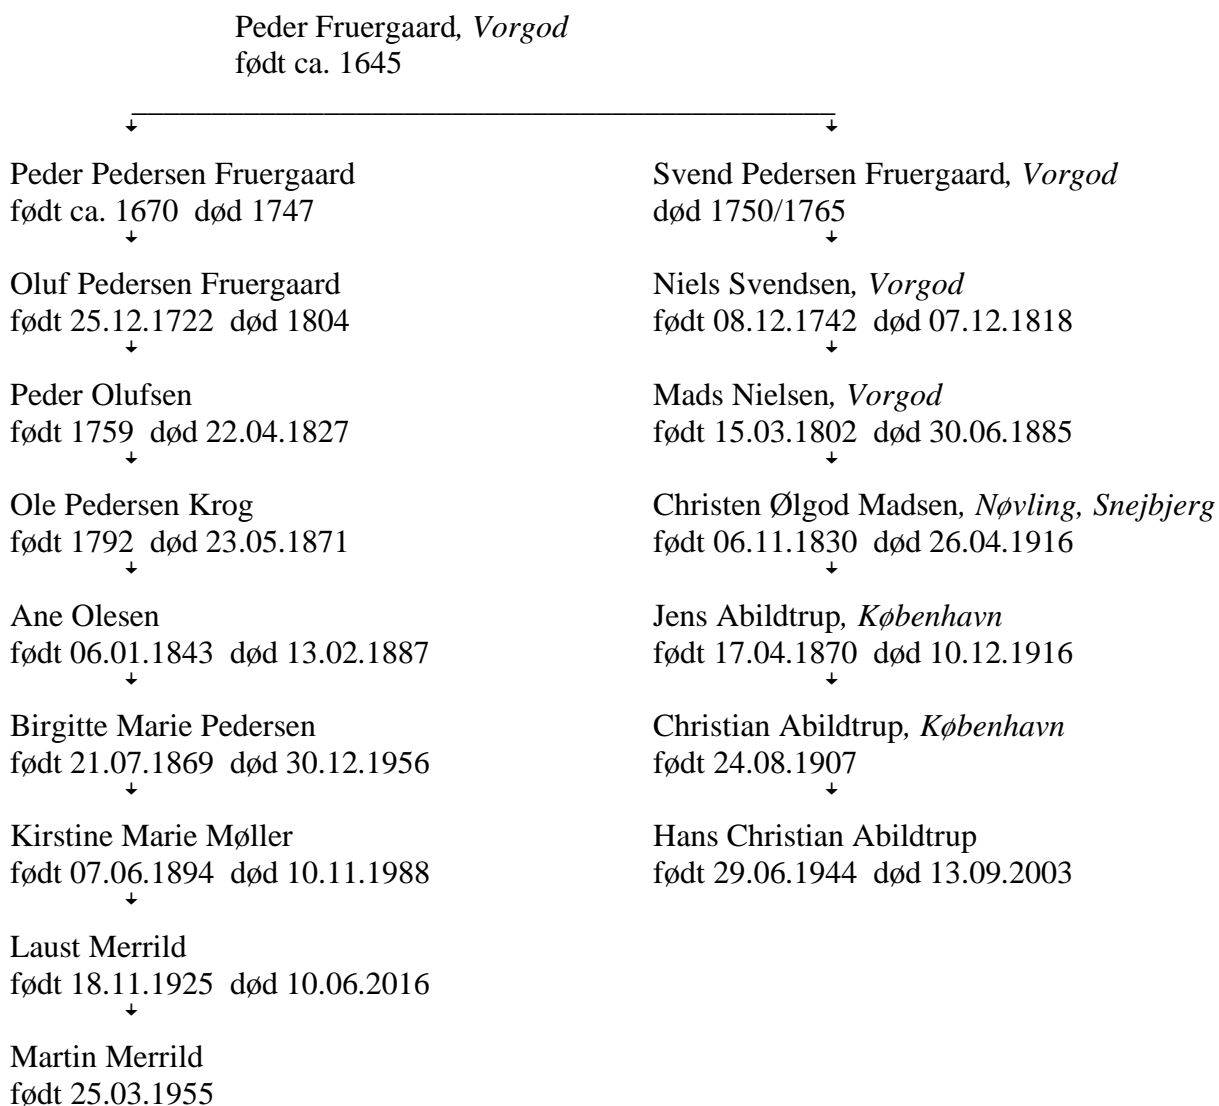 Peder Fruergaard, Vorgod
født ca. 1645
Peder Pedersen Fruergaard
født ca. 1670  død 1747
Oluf Pedersen Fruergaard
født 25.12.1722  død 1804
Peder Olufsen
født 1759  død 22.04.1827
Ole Pedersen Krog
født 1792  død 23.05.1871
Ane Olesen
født 06.01.1843  død 13.02.1887
Birgitte Marie Pedersen
født 21.07.1869  død 30.12.1956
Kirstine Marie Møller
født 07.06.1894  død 10.11.1988
Laust Merrild
født 18.11.1925  død 10.06.2016
Martin Merrild
født 25.03.1955
Svend Pedersen Fruergaard, Vorgod
død 1750/1765
Niels Svendsen, Vorgod
født 08.12.1742  død 07.12.1818
Mads Nielsen, Vorgod
født 15.03.1802  død 30.06.1885
Christen Ølgod Madsen, Nøvling, Snejbjerg
født 06.11.1830  død 26.04.1916
Jens Abildtrup, København
født 17.04.1870  død 10.12.1916
Christian Abildtrup, København
født 24.08.1907
Hans Christian Abildtrup
født 29.06.1944  død 13.09.2003